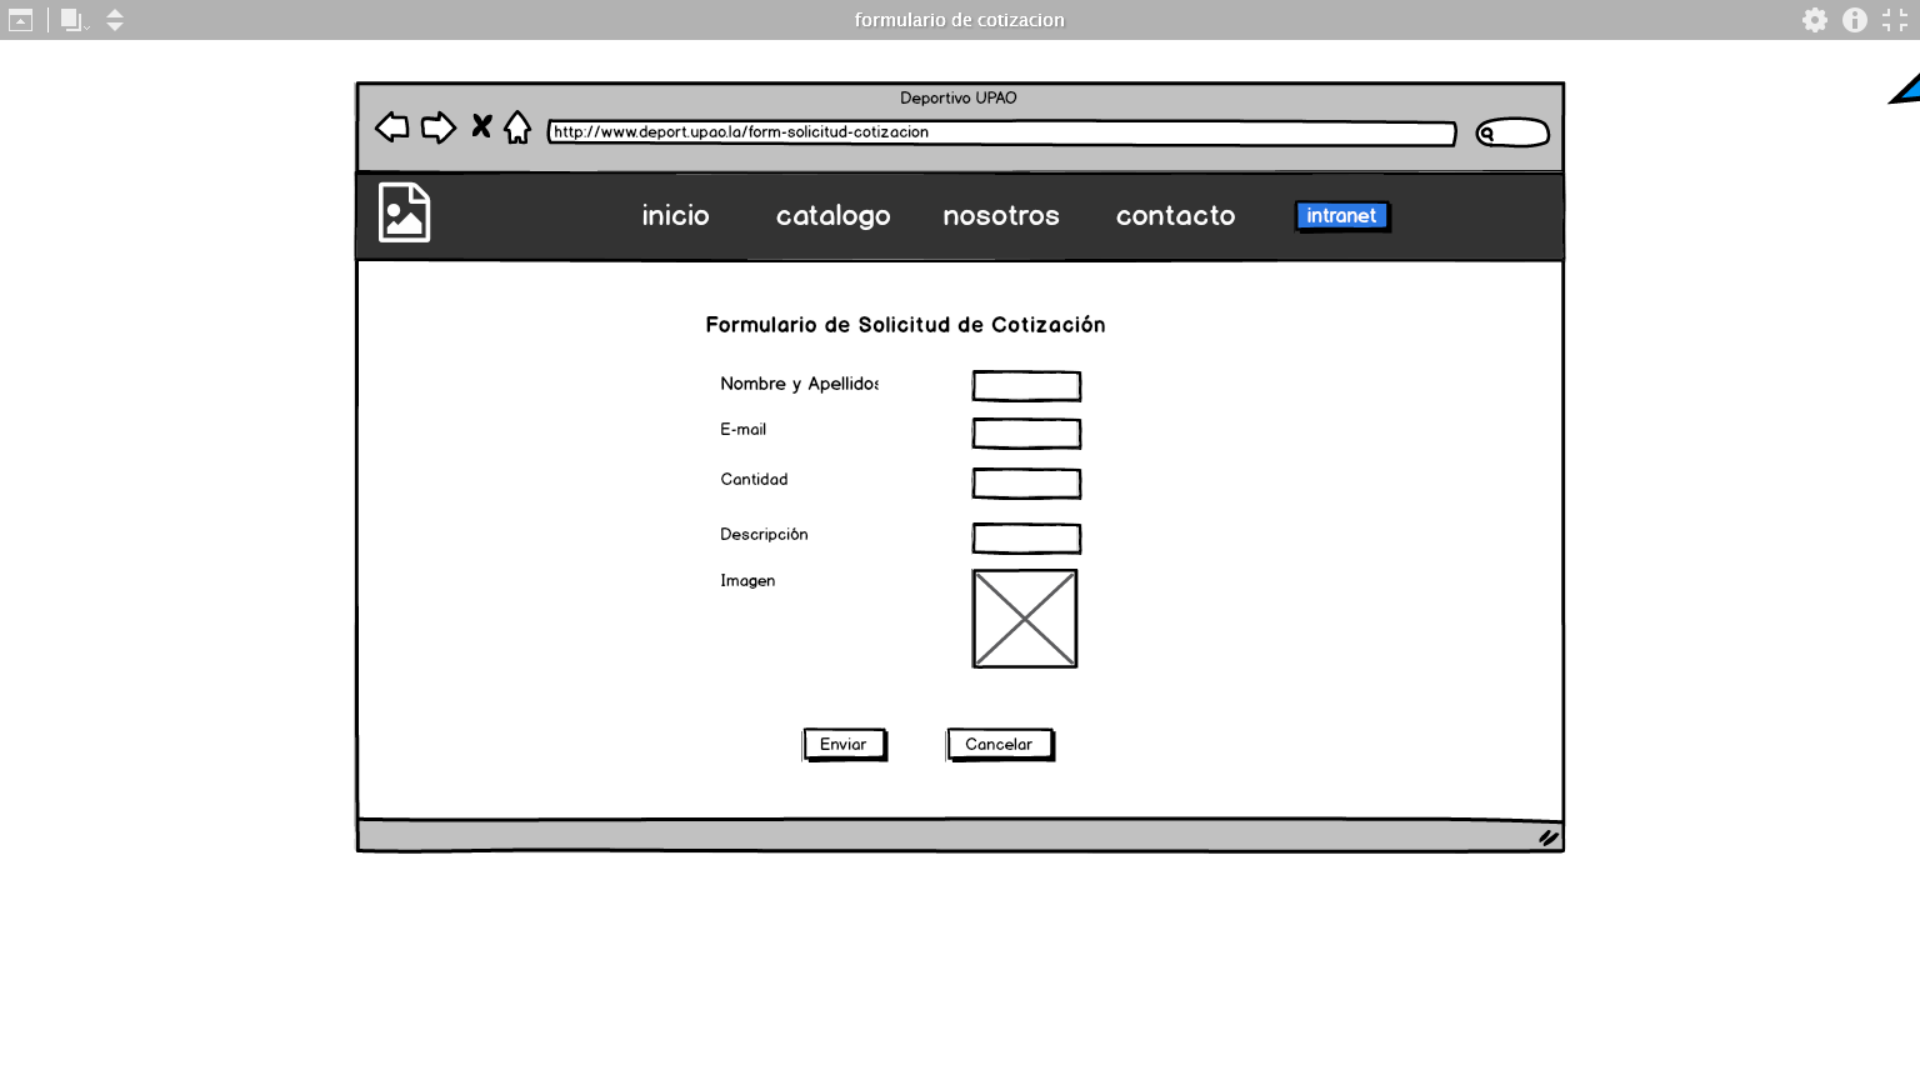 formulario de cotizacion
Deportivo UPAO
http://www.deport.upao.la/form-solicitud-cotizacion
inicio catalogo nosotros contacto intranet
Formulario de Solicitud de Cotización
Nombre y Apellidos
E-mail
Cantidad
Descripción
Imagen
Enviar Cancelar